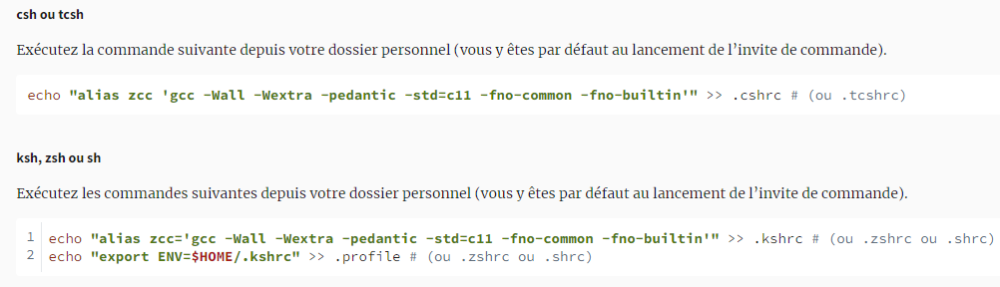 csh ou tcsh
Exécutez la commande suivante depuis votre dossier personnel (vous y êtes par défaut au lancement de l’invite de commande).
echo "alias zcc 'gcc -Wall -Wextra -pedantic -std=c11 -fno-common -fno-builtin'" >> .cshrc # (ou .tcshrc)
ksh, zsh ou sh
Exécutez les commandes suivantes depuis votre dossier personnel (vous y êtes par défaut au lancement de l’invite de commande).
1 echo "alias zcc='gcc -Wall -Wextra -pedantic -std=c11 -fno-common -fno-builtin'" >> .kshrc # (ou .zshrc ou .shrc)
2 echo "export ENV=$HOME/.kshrc" >> .profile # (ou .zshrc ou .shrc)